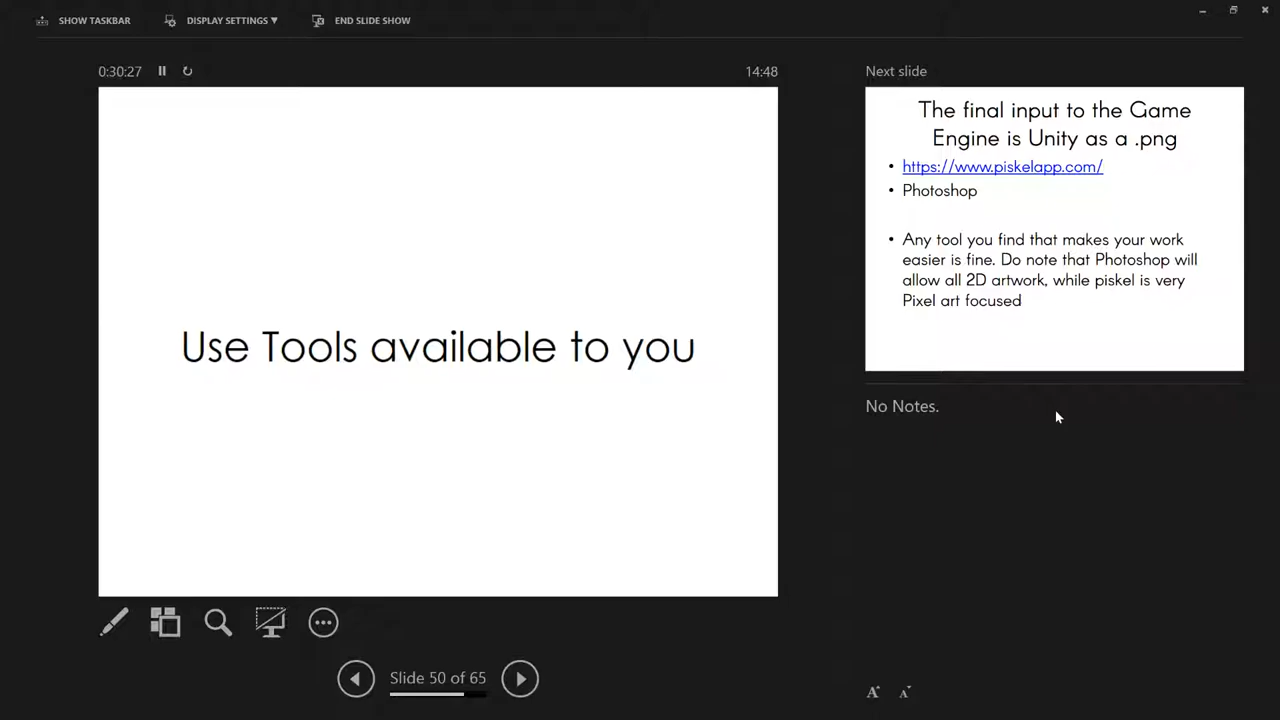 SHOW TASKBAR
DISPLAY SETTINGS ▼
END SLIDE SHOW
0:30:27
14:48
Use Tools available to you
Slide 50 of 65
Next slide
The final input to the Game
Engine is Unity as a .png
• https://www.piskelapp.com/
• Photoshop
• Any tool you find that makes your work
easier is fine. Do note that Photoshop will
allow all 2D artwork, while piskel is very
Pixel art focused
No Notes.
A A